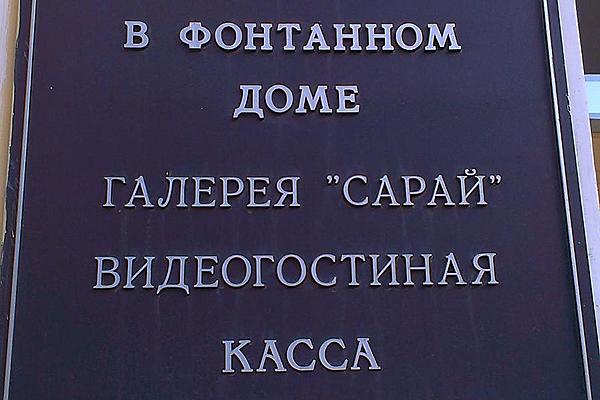 В ФОНТАННОМ
ДОМЕ
ГАЛЕРЕЯ "САРАЙ"
ВИДЕОГОСТИНАЯ
КАССА